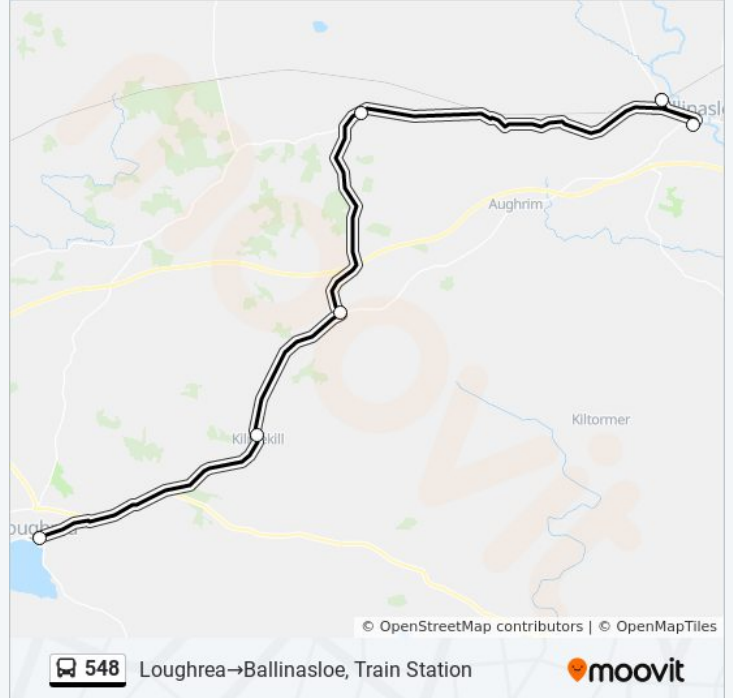 Aughrim
Kiltormer
© OpenStreetMap contributors | © OpenMapTiles
548 Loughrea→Ballinasloe, Train Station
moovit